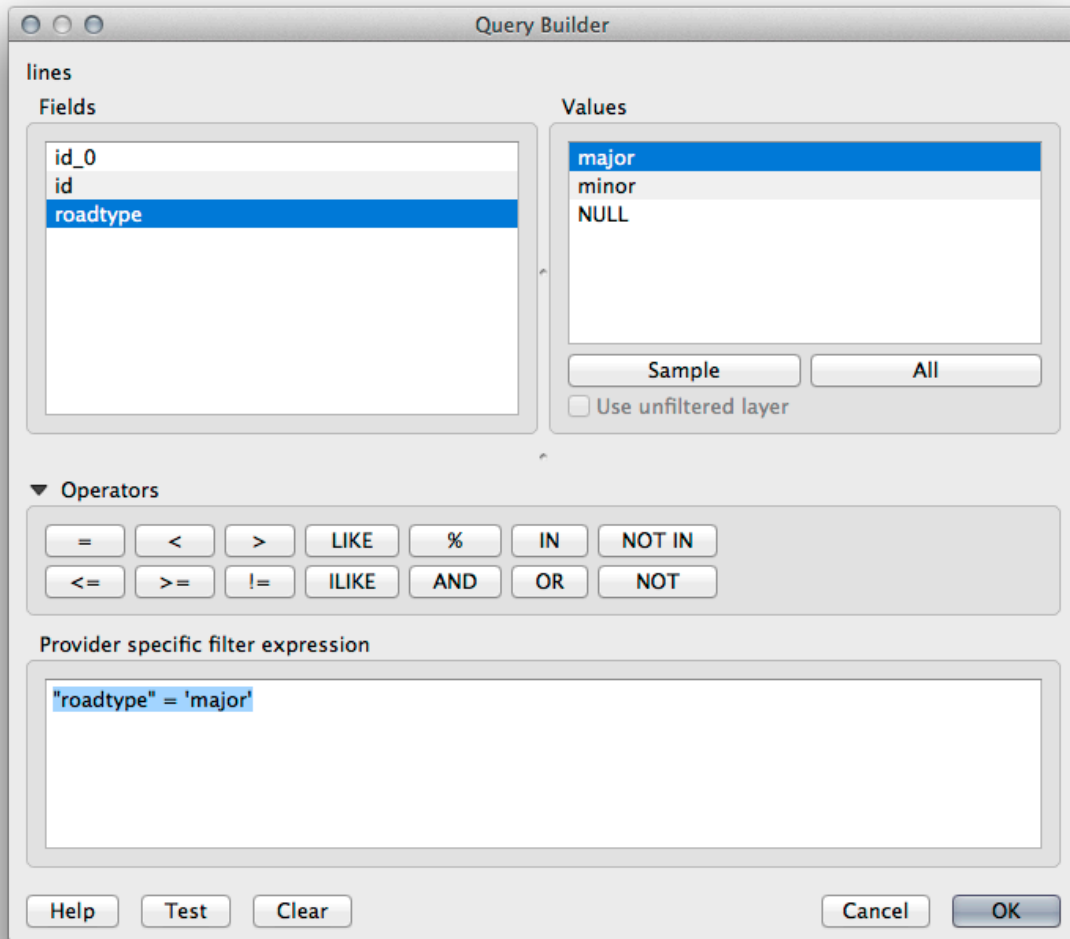 Query Builder
lines
Fields
Values
id_0
id
roadtype
major
minor
NULL
Sample
All
Use unfiltered layer
Operators
= < > LIKE % IN NOT IN
<= >= != ILIKE AND OR NOT
Provider specific filter expression
"roadtype" = 'major'
Help Test Clear Cancel OK